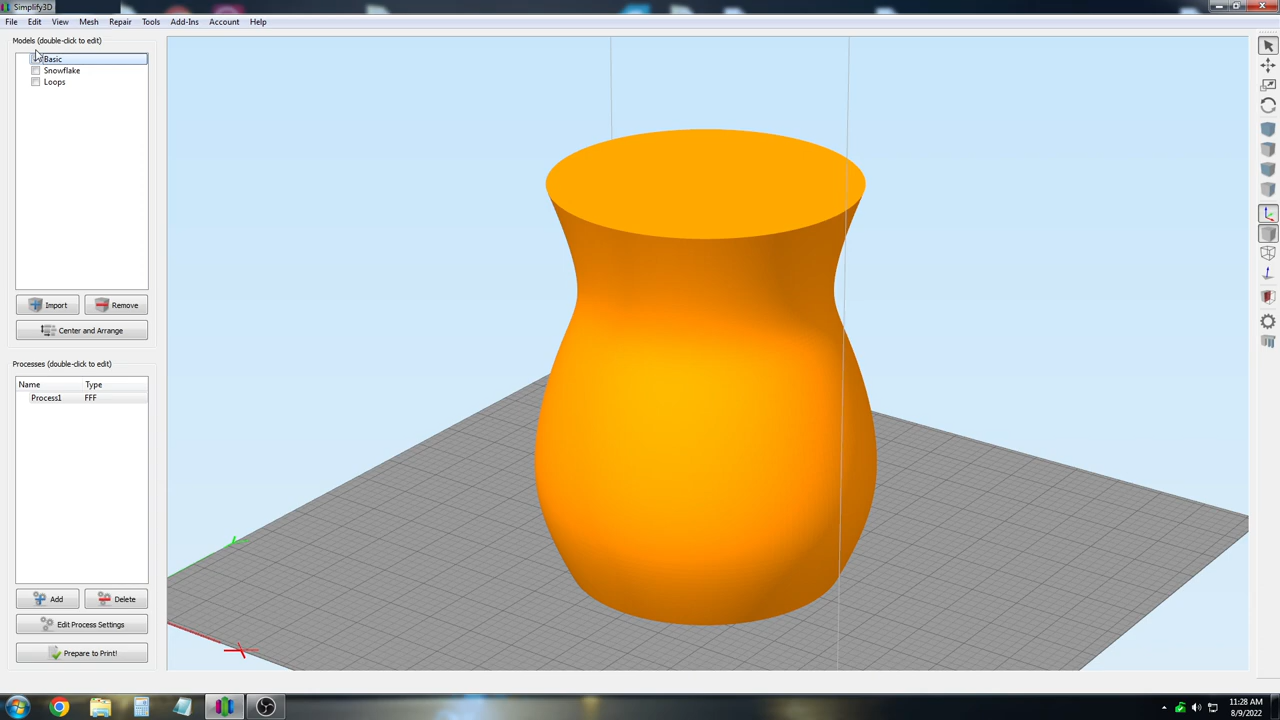 Simplify3D
File Edit View Mesh Repair Tools Add-Ins Account Help
Models (double-click to edit)
Basic
Snowflake
Loops
Import Remove
Center and Arrange
Processes (double-click to edit)
Name Type
Process1 FFF
Add Delete
Edit Process Settings
Prepare to Print!
11:28 AM
8/9/2022